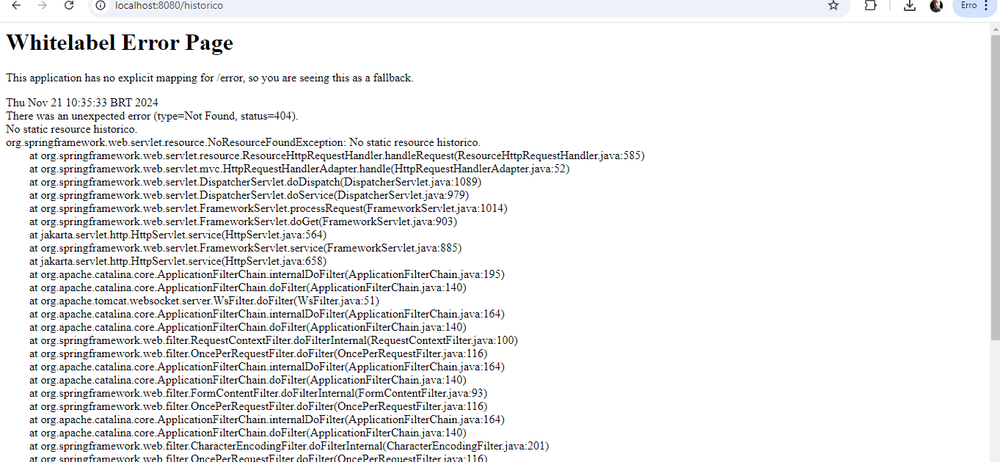 localhost:8080/historico
Erro
Whitelabel Error Page
This application has no explicit mapping for /error, so you are seeing this as a fallback.
Thu Nov 21 10:35:33 BRT 2024
There was an unexpected error (type=Not Found, status=404).
No static resource historico.
org.springframework.web.servlet.resource.NoResourceFoundException: No static resource historico.
at org.springframework.web.servlet.resource.ResourceHttpRequestHandler.handleRequest(ResourceHttpRequestHandler.java:585)
at org.springframework.web.servlet.mvc.HttpRequestHandlerAdapter.handle(HttpRequestHandlerAdapter.java:52)
at org.springframework.web.servlet.DispatcherServlet.doDispatch(DispatcherServlet.java:1089)
at org.springframework.web.servlet.DispatcherServlet.doService(DispatcherServlet.java:979)
at org.springframework.web.servlet.FrameworkServlet.processRequest(FrameworkServlet.java:1014)
at org.springframework.web.servlet.FrameworkServlet.doGet(FrameworkServlet.java:903)
at jakarta.servlet.http.HttpServlet.service(HttpServlet.java:564)
at org.springframework.web.servlet.FrameworkServlet.service(FrameworkServlet.java:885)
at jakarta.servlet.http.HttpServlet.service(HttpServlet.java:658)
at org.apache.catalina.core.ApplicationFilterChain.internalDoFilter(ApplicationFilterChain.java:195)
at org.apache.catalina.core.ApplicationFilterChain.doFilter(ApplicationFilterChain.java:140)
at org.apache.tomcat.websocket.server.WsFilter.doFilter(WsFilter.java:51)
at org.apache.catalina.core.ApplicationFilterChain.internalDoFilter(ApplicationFilterChain.java:164)
at org.apache.catalina.core.ApplicationFilterChain.doFilter(ApplicationFilterChain.java:140)
at org.springframework.web.filter.RequestContextFilter.doFilterInternal(RequestContextFilter.java:100)
at org.springframework.web.filter.OncePerRequestFilter.doFilter(OncePerRequestFilter.java:116)
at org.apache.catalina.core.ApplicationFilterChain.internalDoFilter(ApplicationFilterChain.java:164)
at org.apache.catalina.core.ApplicationFilterChain.doFilter(ApplicationFilterChain.java:140)
at org.springframework.web.filter.FormContentFilter.doFilterInternal(FormContentFilter.java:93)
at org.springframework.web.filter.OncePerRequestFilter.doFilter(OncePerRequestFilter.java:116)
at org.apache.catalina.core.ApplicationFilterChain.internalDoFilter(ApplicationFilterChain.java:164)
at org.apache.catalina.core.ApplicationFilterChain.doFilter(ApplicationFilterChain.java:140)
at org.springframework.web.filter.CharacterEncodingFilter.doFilterInternal(CharacterEncodingFilter.java:201)
at org.springframework.web.filter.OncePerRequestFilter.doFilter(OncePerRequestFilter.java:116)